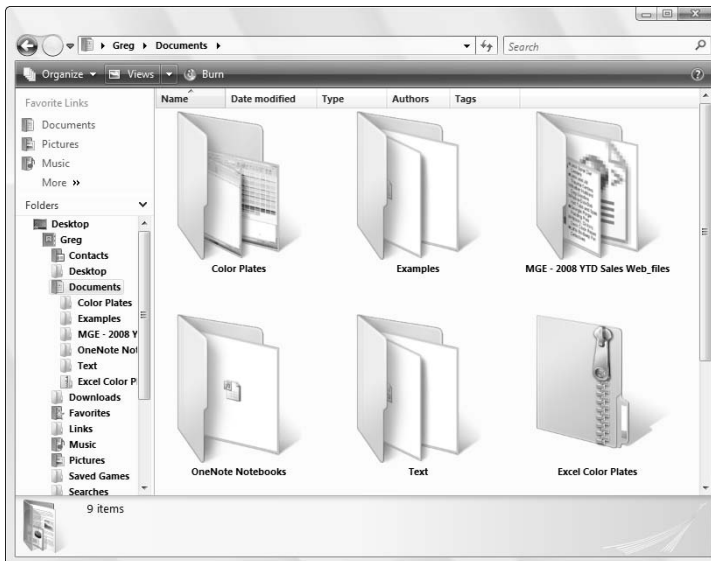 Greg Documents
Search
Organize Views Burn
Favorite Links
Documents
Pictures
Music
More »
Folders
Desktop
Greg
Contacts
Desktop
Documents
Color Plates
Examples
MGE - 2008 Y
OneNote Not
Text
Excel Color P
Downloads
Favorites
Links
Music
Pictures
Saved Games
Searches
Name Date modified Type Authors Tags
Color Plates Examples MGE - 2008 YTD Sales Web_files
OneNote Notebooks Text Excel Color Plates
9 items